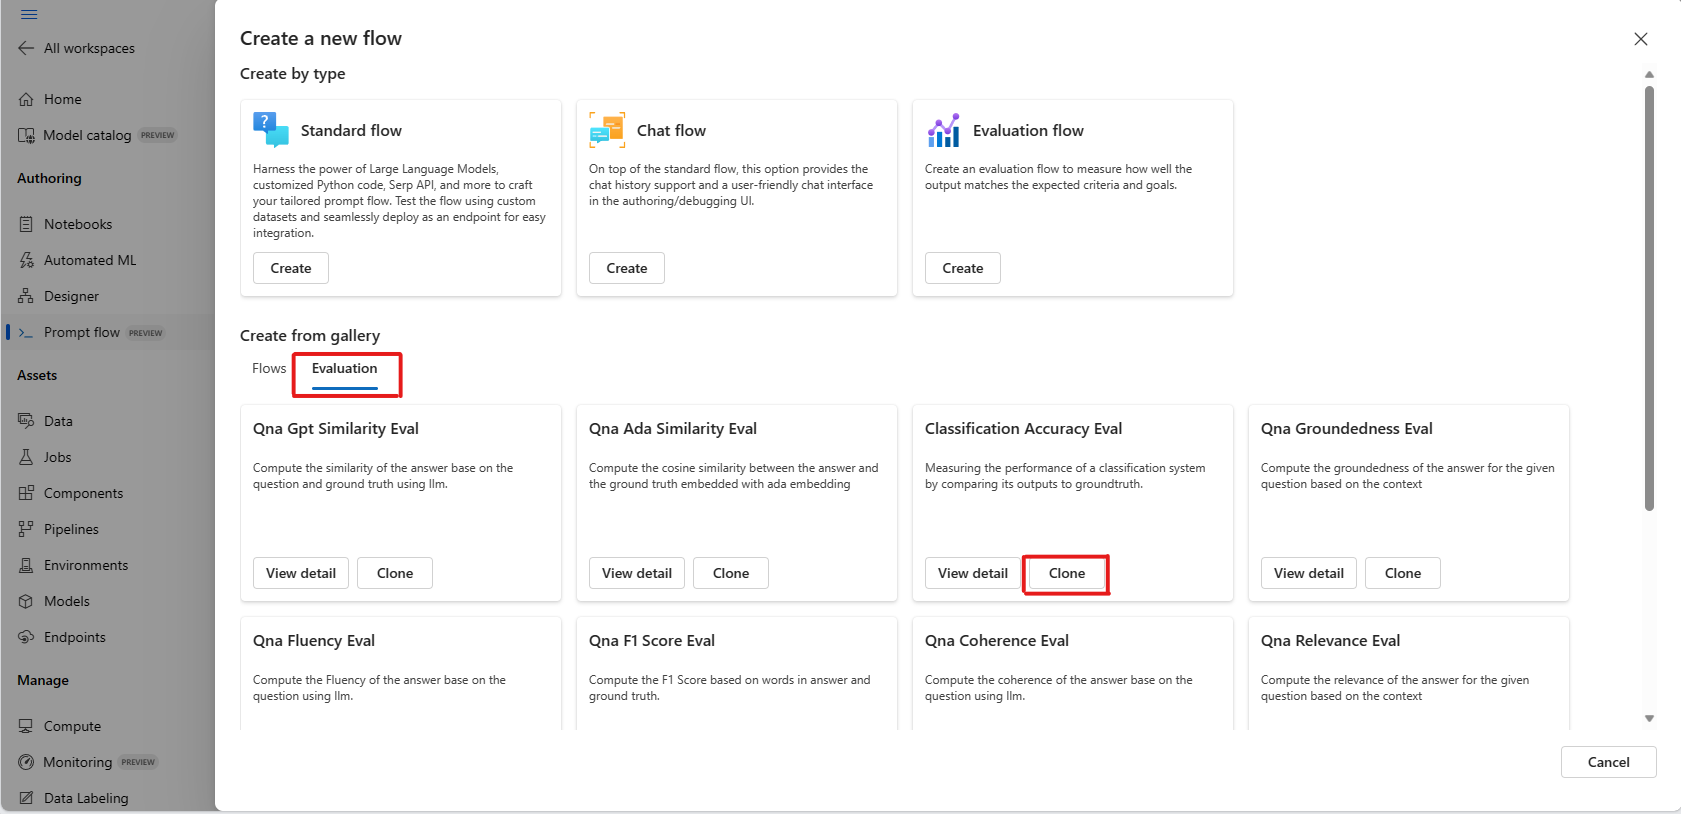 All workspaces
Home
Model catalog PREVIEW
Authoring
Notebooks
Automated ML
Designer
Prompt flow PREVIEW
Assets
Data
Jobs
Components
Pipelines
Environments
Models
Endpoints
Manage
Compute
Monitoring PREVIEW
Data Labeling
Create a new flow
Create by type
Standard flow
Harness the power of Large Language Models,
customized Python code, Serp API, and more to craft
your tailored prompt flow. Test the flow using custom
datasets and seamlessly deploy as an endpoint for easy
integration.
Create
Chat flow
On top of the standard flow, this option provides the
chat history support and a user-friendly chat interface
in the authoring/debugging UI.
Create
Evaluation flow
Create an evaluation flow to measure how well the
output matches the expected criteria and goals.
Create
Create from gallery
Flows Evaluation
Qna Gpt Similarity Eval
Compute the similarity of the answer base on the
question and ground truth using llm.
View detail Clone
Qna Ada Similarity Eval
Compute the cosine similarity between the answer and
the ground truth embedded with ada embedding
View detail Clone
Classification Accuracy Eval
Measuring the performance of a classification system
by comparing its outputs to groundtruth.
View detail Clone
Qna Groundedness Eval
Compute the groundedness of the answer for the given
question based on the context
View detail Clone
Qna Fluency Eval
Compute the Fluency of the answer base on the
question using llm.
Qna F1 Score Eval
Compute the F1 Score based on words in answer and
ground truth.
Qna Coherence Eval
Compute the coherence of the answer base on the
question using llm.
Qna Relevance Eval
Compute the relevance of the answer for the given
question based on the context
Cancel